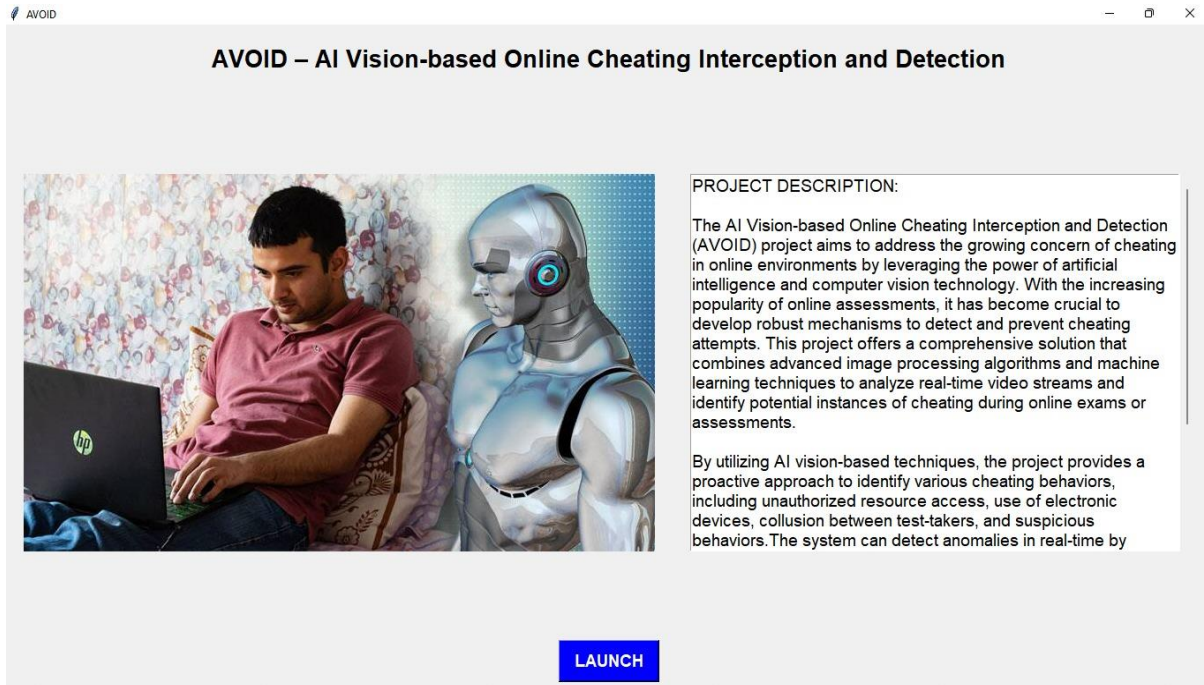 AVOID
AVOID – AI Vision-based Online Cheating Interception and Detection
hp
PROJECT DESCRIPTION:
The AI Vision-based Online Cheating Interception and Detection
(AVOID) project aims to address the growing concern of cheating
in online environments by leveraging the power of artificial
intelligence and computer vision technology. With the increasing
popularity of online assessments, it has become crucial to
develop robust mechanisms to detect and prevent cheating
attempts. This project offers a comprehensive solution that
combines advanced image processing algorithms and machine
learning techniques to analyze real-time video streams and
identify potential instances of cheating during online exams or
assessments.
By utilizing AI vision-based techniques, the project provides a
proactive approach to identify various cheating behaviors,
including unauthorized resource access, use of electronic
devices, collusion between test-takers, and suspicious
behaviors.The system can detect anomalies in real-time by
LAUNCH